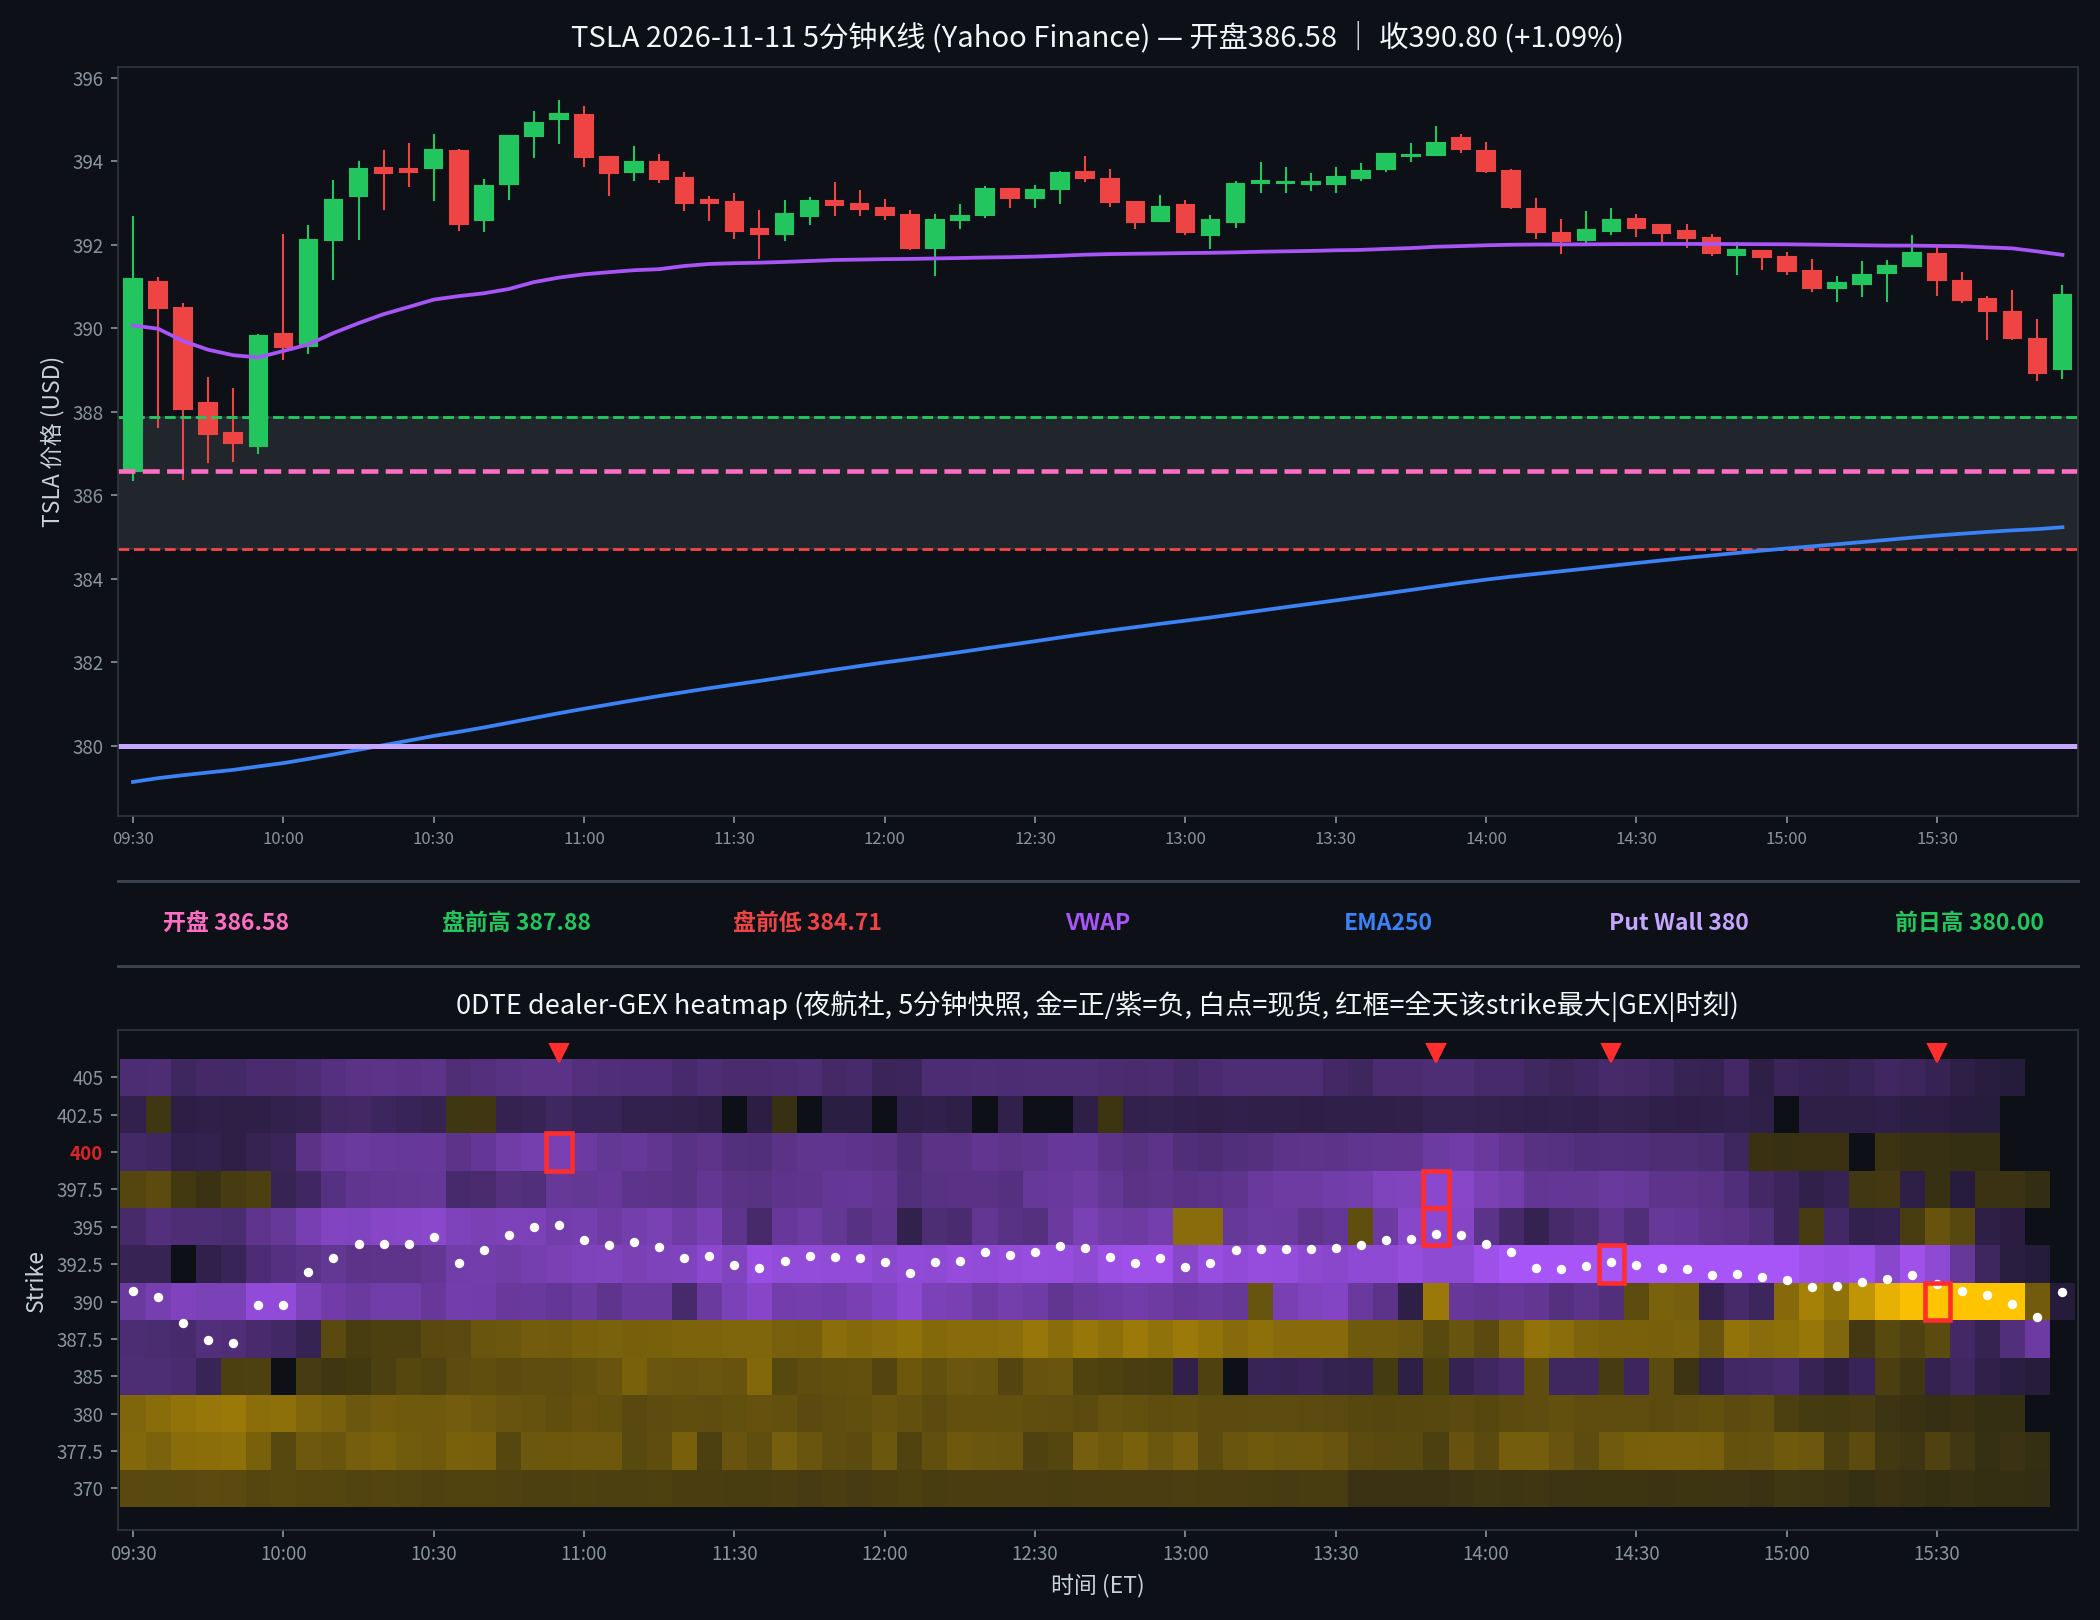 TSLA 2026-11-11 5分钟K线 (Yahoo Finance) — 开盘386.58 ｜ 收390.80 (+1.09%)
TSLA 价格 (USD)
396
394
392
390
388
386
384
382
380
09:30 10:00 10:30 11:00 11:30 12:00 12:30 13:00 13:30 14:00 14:30 15:00 15:30
开盘 386.58 盘前高 387.88 盘前低 384.71 VWAP EMA250 Put Wall 380 前日高 380.00
0DTE dealer-GEX heatmap (夜航社, 5分钟快照, 金=正/紫=负, 白点=现货, 红框=全天该strike最大|GEX|时刻)
Strike
405
402.5
400
397.5
395
392.5
390
387.5
385
380
377.5
370
09:30 10:00 10:30 11:00 11:30 12:00 12:30 13:00 13:30 14:00 14:30 15:00 15:30
时间 (ET)